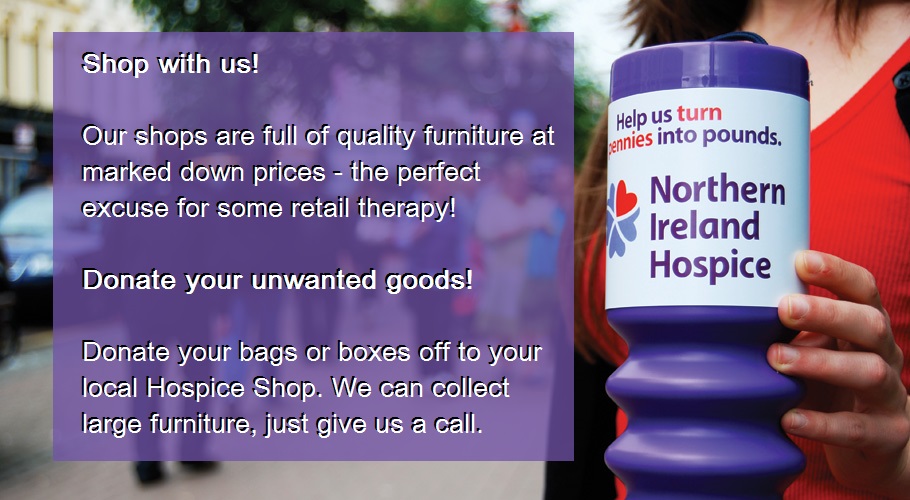 Shop with us!
Our shops are full of quality furniture at
marked down prices - the perfect
excuse for some retail therapy!
Donate your unwanted goods!
Donate your bags or boxes off to your
local Hospice Shop. We can collect
large furniture, just give us a call.
Help us turn
pennies into pounds.
Northern
Ireland
Hospice